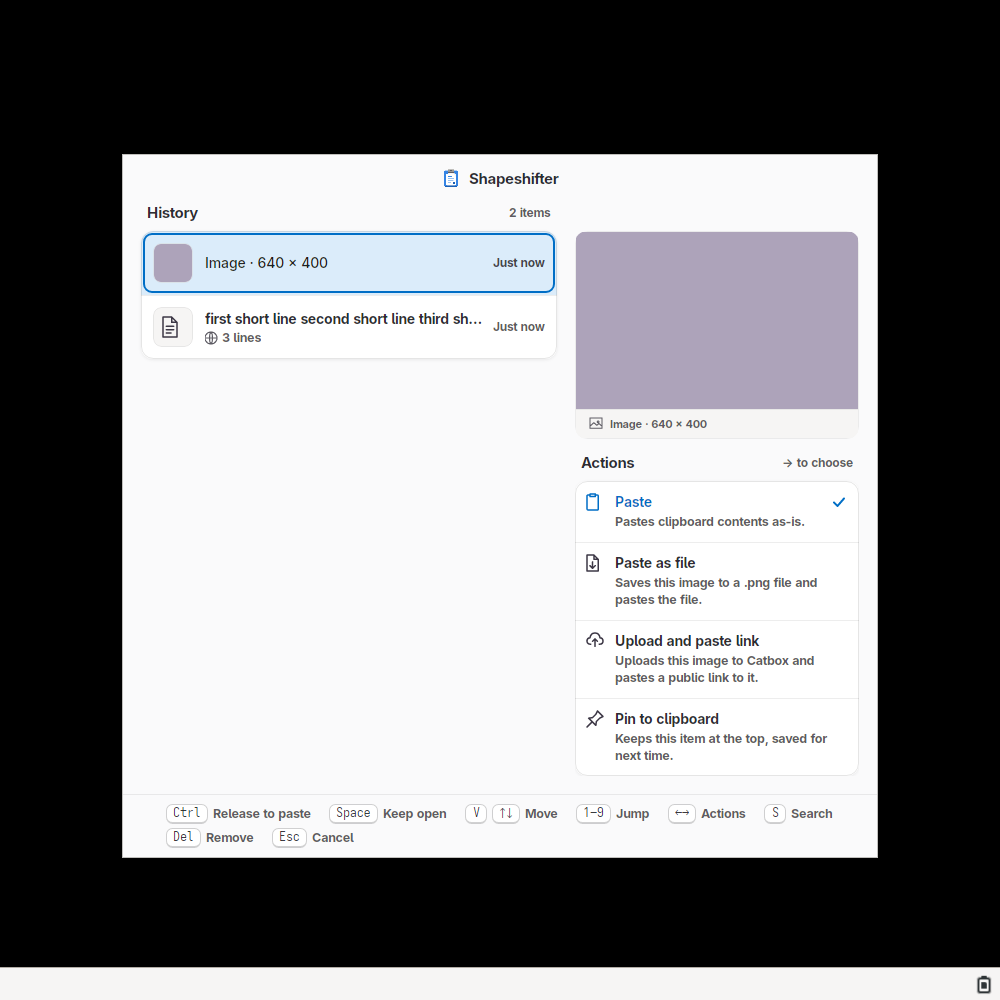 Shapeshifter
History
2 items
Image · 640 × 400
Just now
first short line second short line third sh…
Just now
3 lines
Image · 640 × 400
Actions
→ to choose
Paste
Pastes clipboard contents as-is.
Paste as file
Saves this image to a .png file and
pastes the file.
Upload and paste link
Uploads this image to Catbox and
pastes a public link to it.
Pin to clipboard
Keeps this item at the top, saved for
next time.
Ctrl Release to paste Space Keep open V ↑↓ Move 1–9 Jump ←→ Actions S Search
Del Remove Esc Cancel